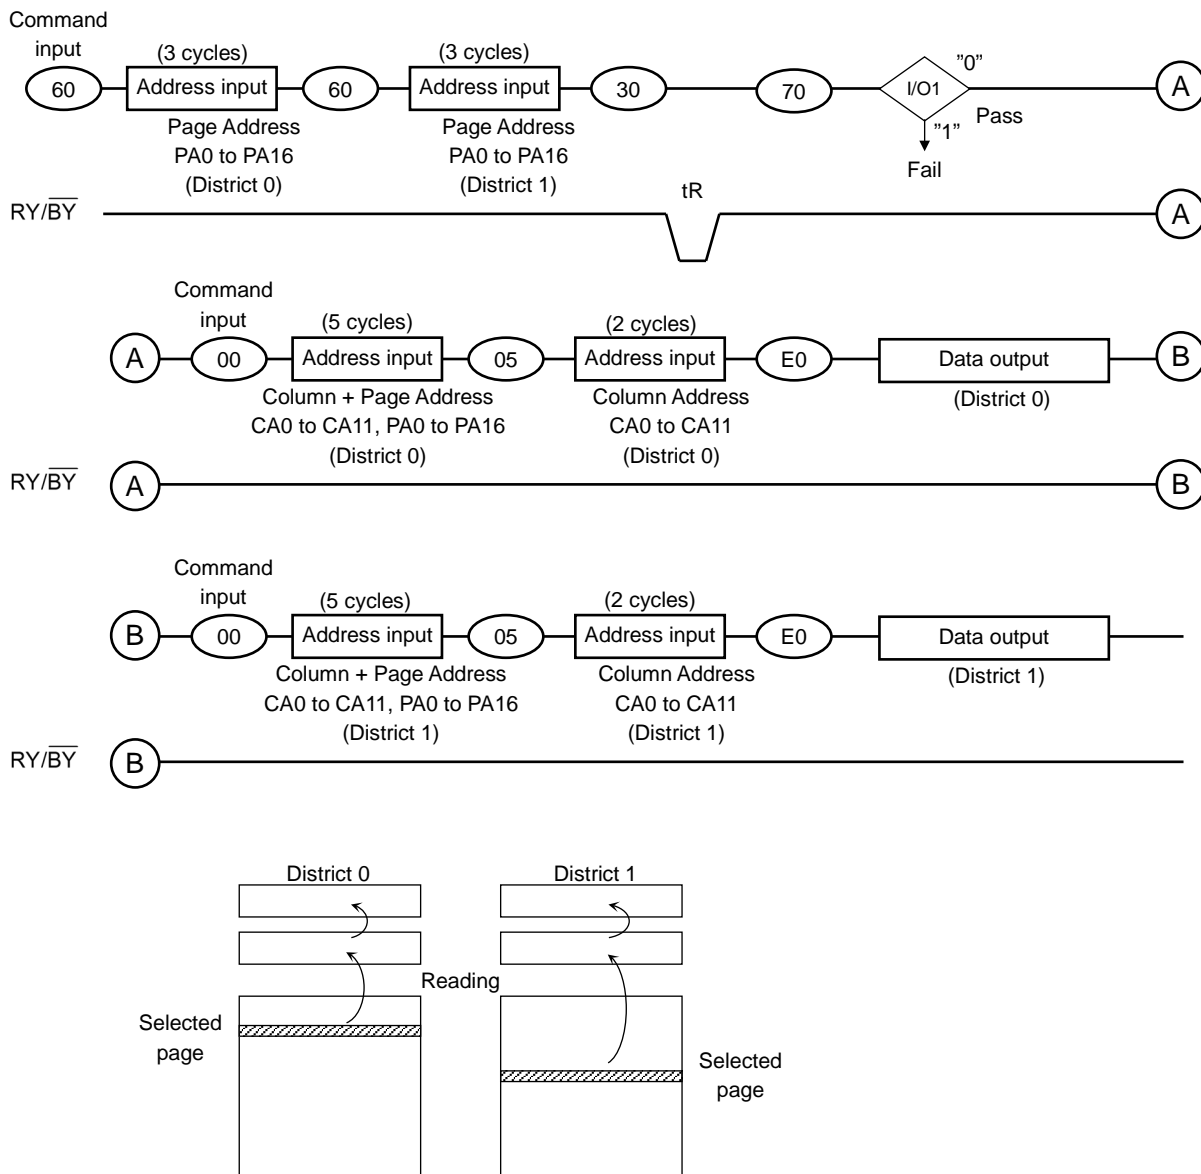 Command
input
(3 cycles)
(3 cycles)
"0"
60
Address input
60
Address input
30
70
I/O1
A
Pass
Page Address
PA0 to PA16
(District 0)
Page Address
PA0 to PA16
(District 1)
"1"
Fail
tR
RY/BY
A
Command
input
(5 cycles)
(2 cycles)
A
00
Address input
05
Address input
E0
Data output
B
Column + Page Address
CA0 to CA11, PA0 to PA16
(District 0)
Column Address
CA0 to CA11
(District 0)
(District 0)
RY/BY
A
B
Command
input
(5 cycles)
(2 cycles)
B
00
Address input
05
Address input
E0
Data output
Column + Page Address
CA0 to CA11, PA0 to PA16
(District 1)
Column Address
CA0 to CA11
(District 1)
(District 1)
RY/BY
B
District 0
District 1
Reading
Selected
page
Selected
page